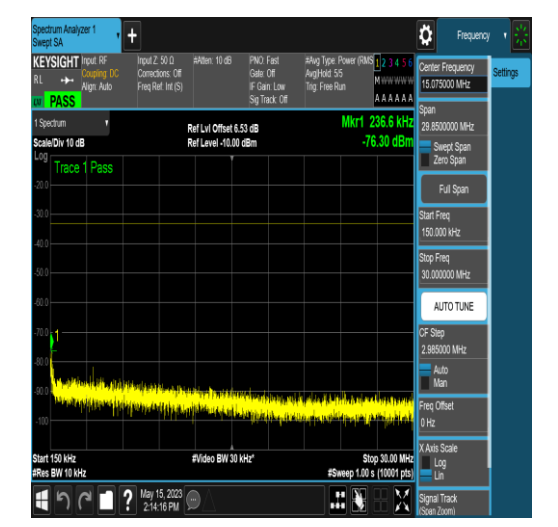 Spectrum Analyzer 1
Swept SA
+
Frequency
KEYSIGHT
RL
LXI
PASS
Input: RF
Coupling: DC
Align: Auto
Input Z: 50 Ω
Corrections: Off
Freq Ref: Int (S)
#Atten: 10 dB
PNO: Fast
Gate: Off
IF Gain: Low
Sig Track: Off
#Avg Type: Power (RMS
Avg|Hold: 5/5
Trig: Free Run
1 2 3 4 5 6
M W W W W W
A A A A A A
1 Spectrum
Scale/Div 10 dB
Ref Lvl Offset 6.53 dB
Ref Level -10.00 dBm
Mkr1 236.6 kHz
-76.30 dBm
Log
Trace 1 Pass
-20.0
-30.0
-40.0
-50.0
-60.0
-70.0
1
-80.0
-90.0
-100
Start 150 kHz
#Res BW 10 kHz
#Video BW 30 kHz*
Stop 30.00 MHz
#Sweep 1.00 s (10001 pts)
Center Frequency
15.075000 MHz
Settings
Span
29.8500000 MHz
Swept Span
Zero Span
Full Span
Start Freq
150.000 kHz
Stop Freq
30.000000 MHz
AUTO TUNE
CF Step
2.985000 MHz
Auto
Man
Freq Offset
0 Hz
X Axis Scale
Log
Lin
Signal Track
(Span Zoom)
?
May 15, 2023
2:14:16 PM